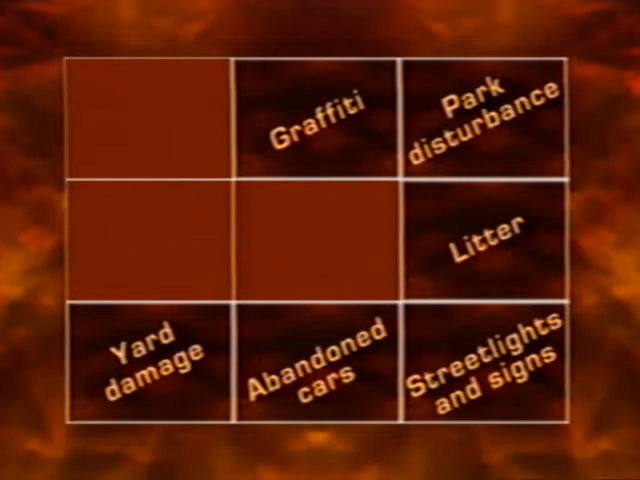 Graffiti
Park
disturbance
Litter
Yard
damage
Abandoned
cars
Streetlights
and signs